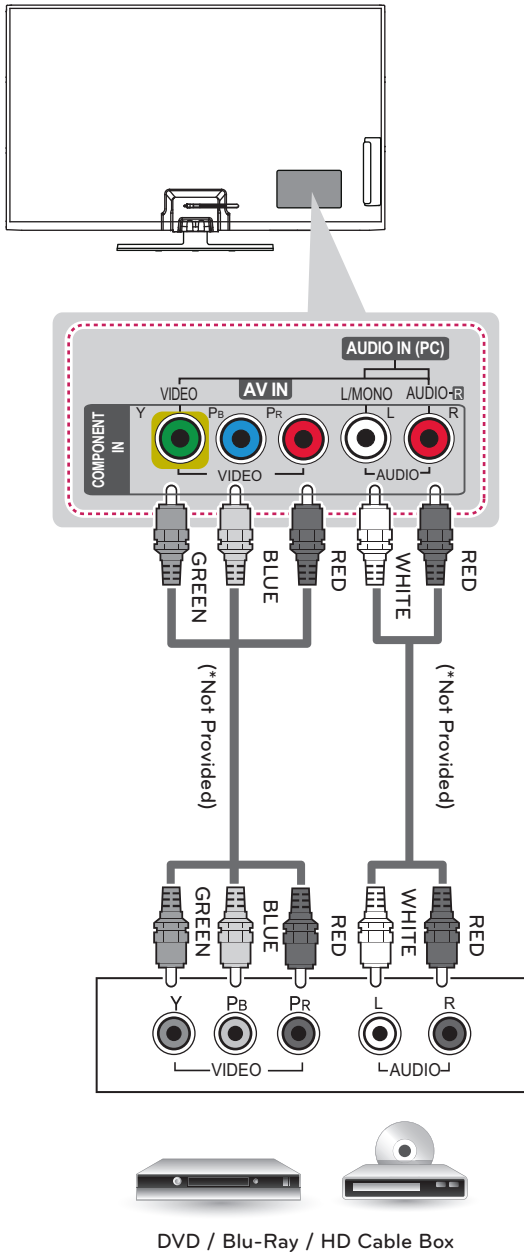 AUDIO IN (PC)
VIDEO AV IN L/MONO AUDIO-R
COMPONENT IN
Y PB PR L R
VIDEO AUDIO
GREEN BLUE RED WHITE RED
(*Not Provided) (*Not Provided)
GREEN BLUE RED WHITE RED
Y PB PR L R
VIDEO AUDIO
DVD / Blu-Ray / HD Cable Box